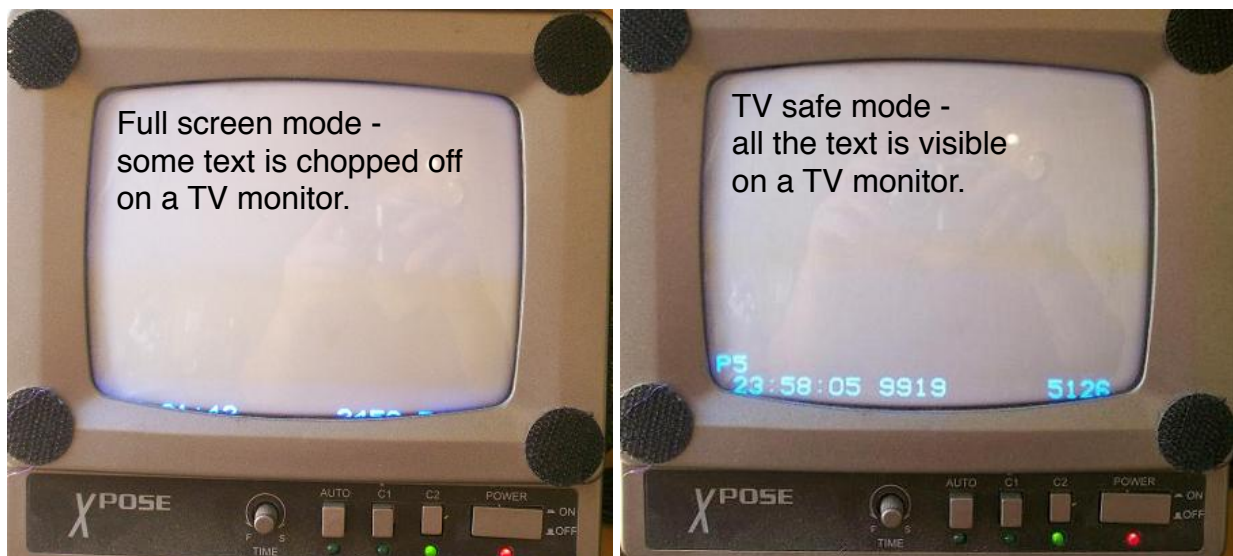 Full screen mode -
some text is chopped off
on a TV monitor.
XPOSE
AUTO C1 C2 POWER
ON
OFF
F S
TIME
TV safe mode -
all the text is visible
on a TV monitor.
P5
23:58:05 9919 5126
XPOSE
AUTO C1 C2 POWER
ON
OFF
F S
TIME